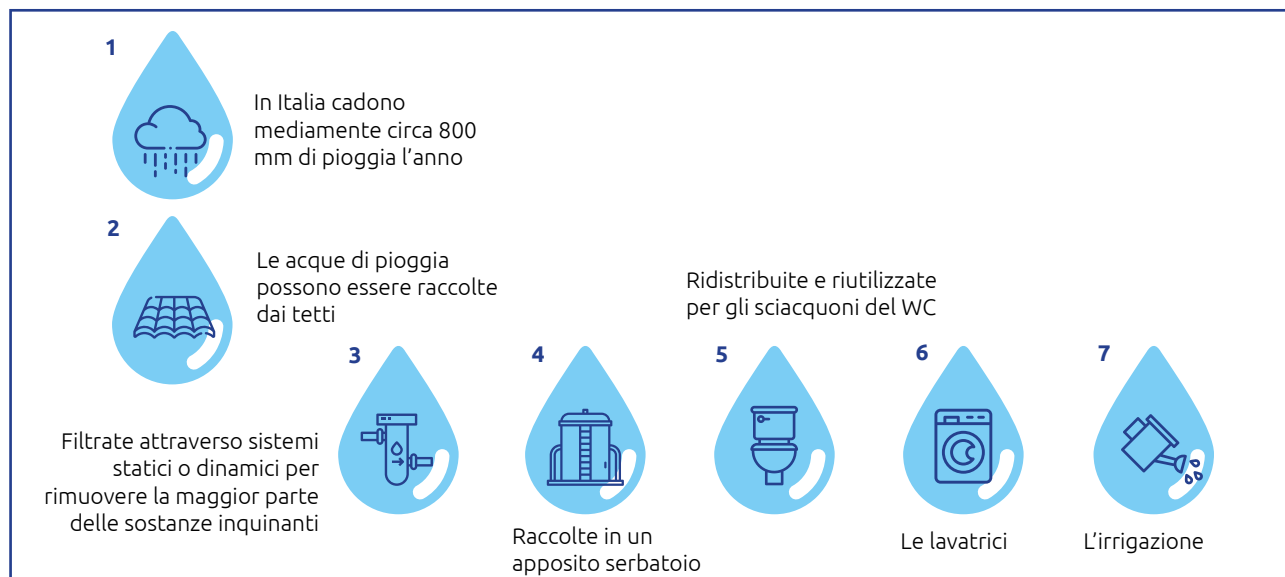 1
In Italia cadono
mediamente circa 800
mm di pioggia l’anno
2
Le acque di pioggia
possono essere raccolte
dai tetti
3
Filtrate attraverso sistemi
statici o dinamici per
rimuovere la maggior parte
delle sostanze inquinanti
4
Raccolte in un
apposito serbatoio
5
Ridistribuite e riutilizzate
per gli sciacquoni del WC
6
Le lavatrici
7
L’irrigazione